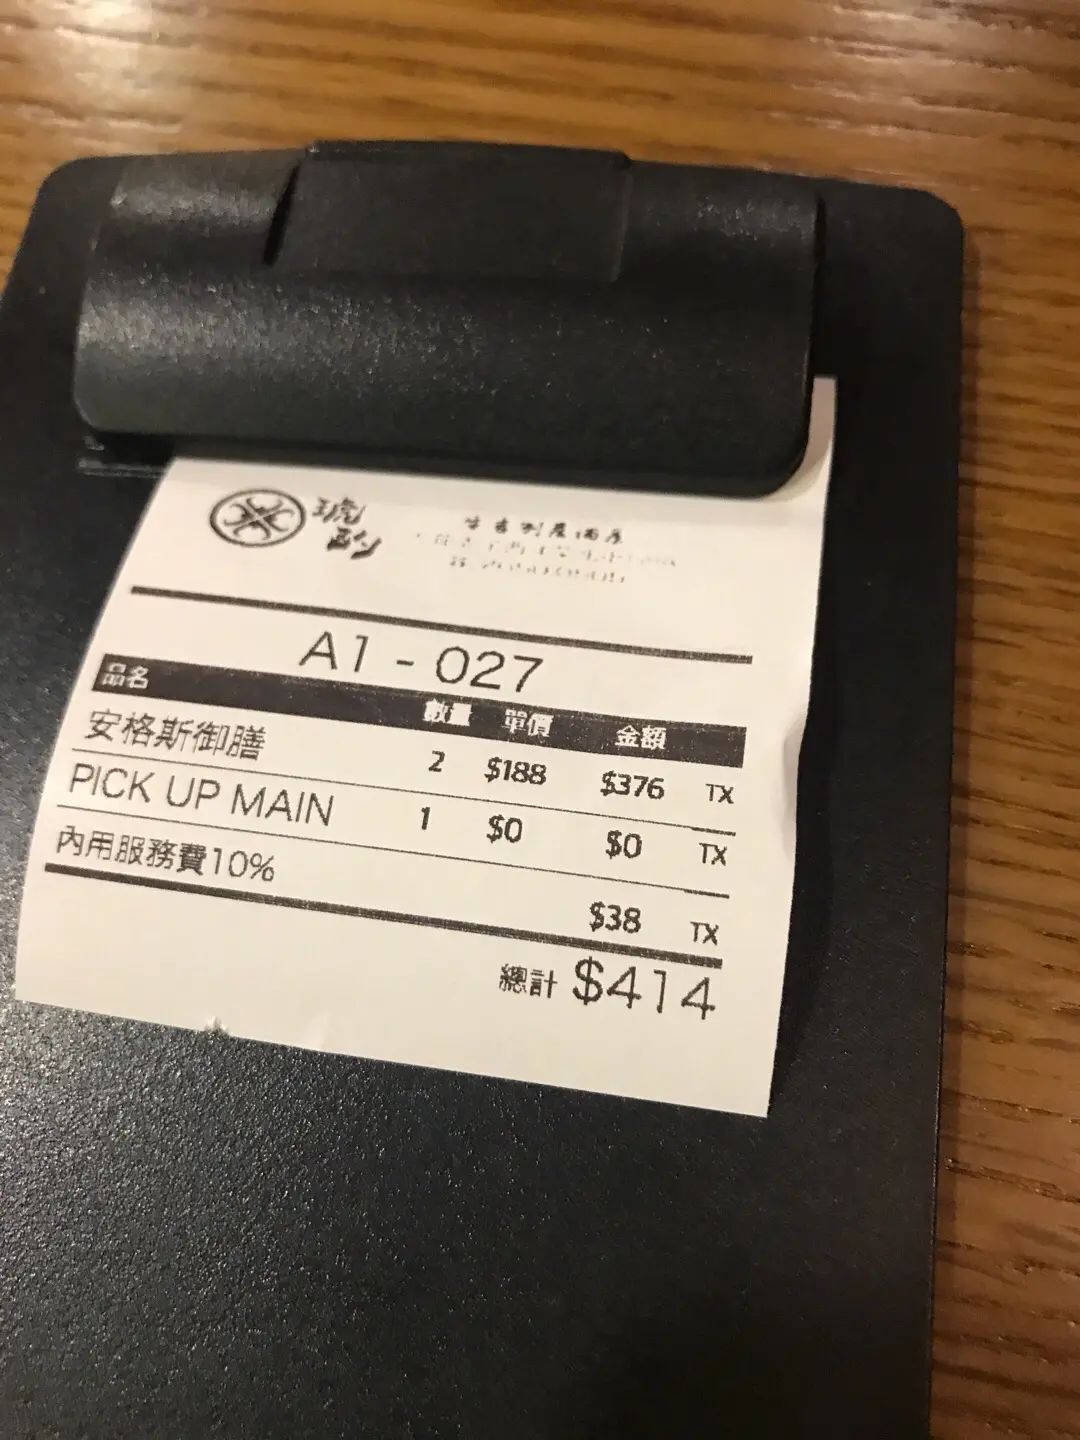 A1 - 027
品名 數量 單價 金額
安格斯御膳 2 $188 $376 TX
PICK UP MAIN 1 $0 $0 TX
內用服務費10% $38 TX
總計 $414